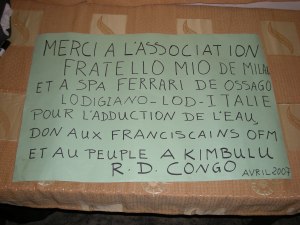 MERCI A L'ASSOCIATION
FRATELLO MIO DE MILAN
ET A SPA FERRARI DE OSSAGO
LODIGIANO-LOD-ITALIE
POUR L'ADDUCTION DE L'EAU,
DON AUX FRANCISCAINS OFM
ET AU PEUPLE A KIMBULU
R.D. CONGO
AVRIL 2007